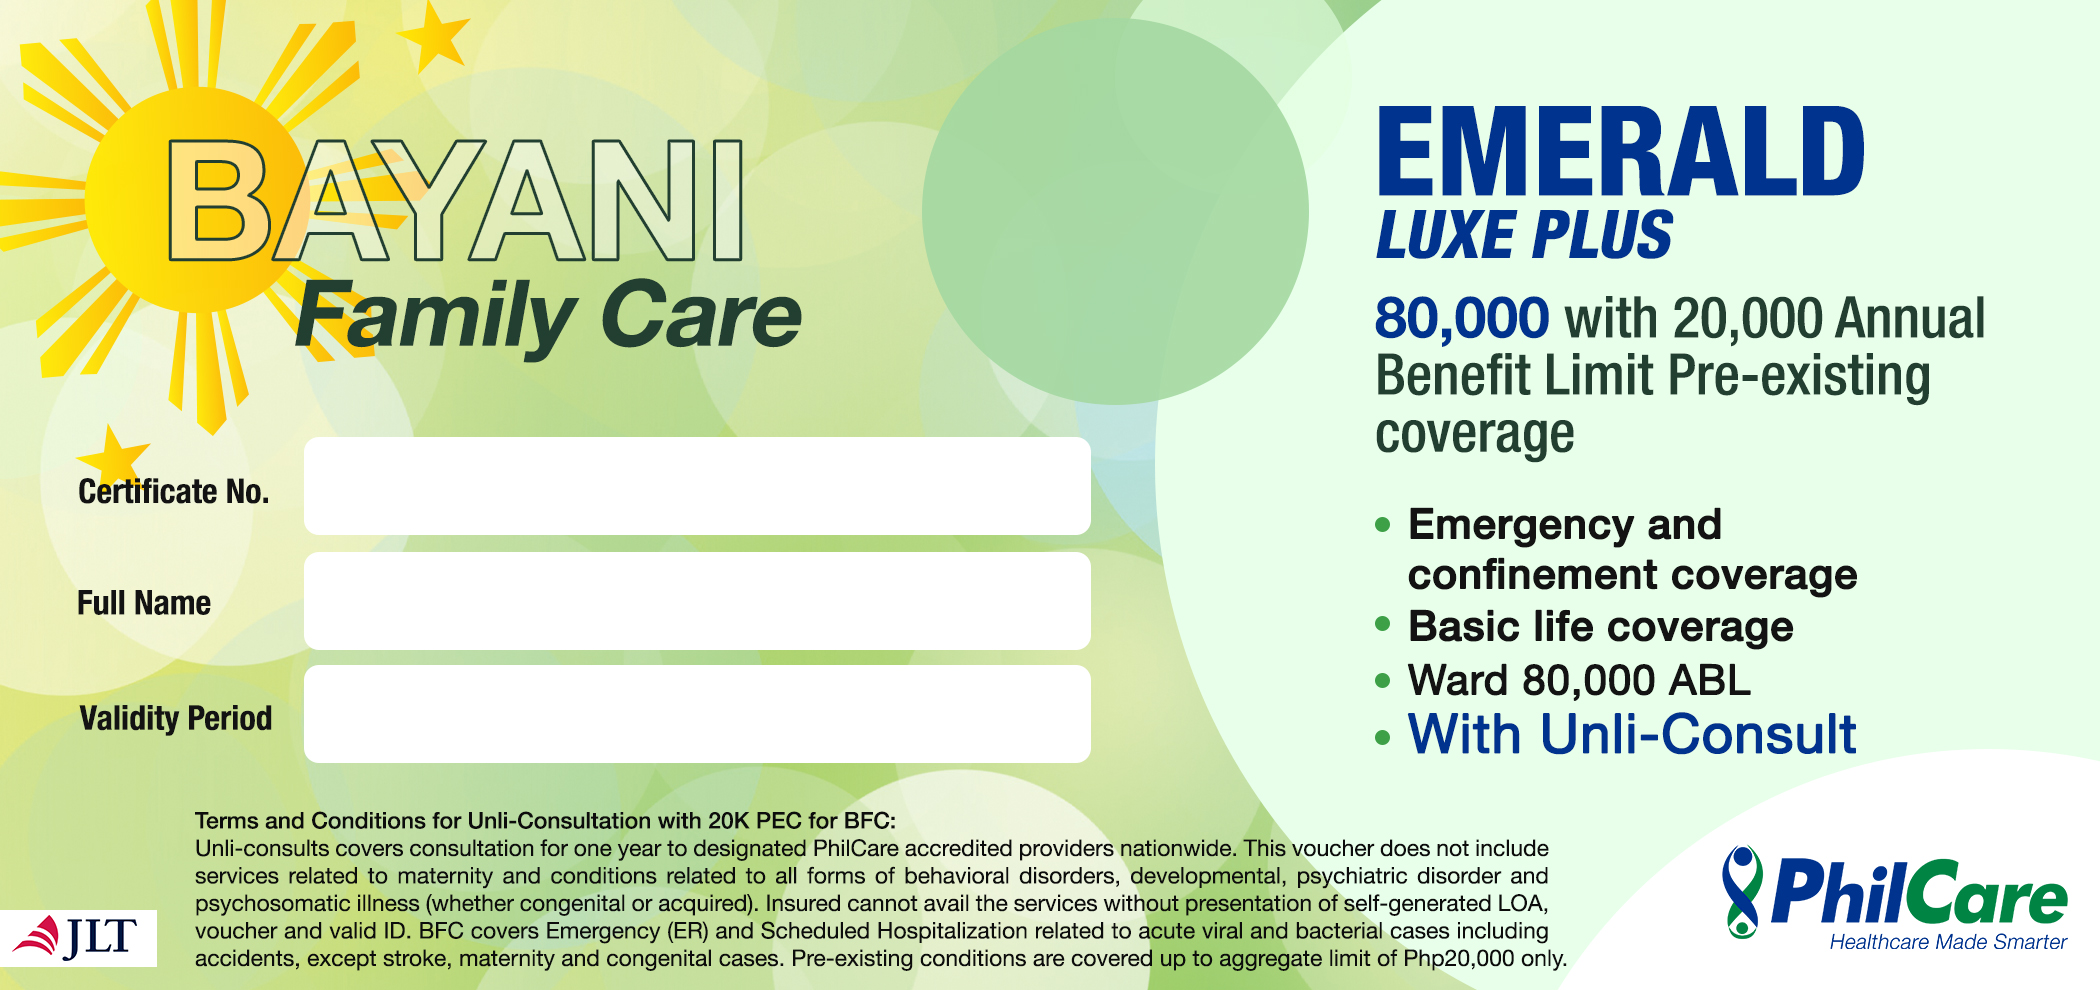 BAYANI
Family Care
Certificate No.
Full Name
Validity Period
EMERALD
LUXE PLUS
80,000 with 20,000 Annual
Benefit Limit Pre-existing
coverage
• Emergency and
confinement coverage
• Basic life coverage
• Ward 80,000 ABL
• With Unli-Consult
Terms and Conditions for Unli-Consultation with 20K PEC for BFC:
Unli-consults covers consultation for one year to designated PhilCare accredited providers nationwide. This voucher does not include
services related to maternity and conditions related to all forms of behavioral disorders, developmental, psychiatric disorder and
psychosomatic illness (whether congenital or acquired). Insured cannot avail the services without presentation of self-generated LOA,
voucher and valid ID. BFC covers Emergency (ER) and Scheduled Hospitalization related to acute viral and bacterial cases including
accidents, except stroke, maternity and congenital cases. Pre-existing conditions are covered up to aggregate limit of Php20,000 only.
JLT
PhilCare
Healthcare Made Smarter